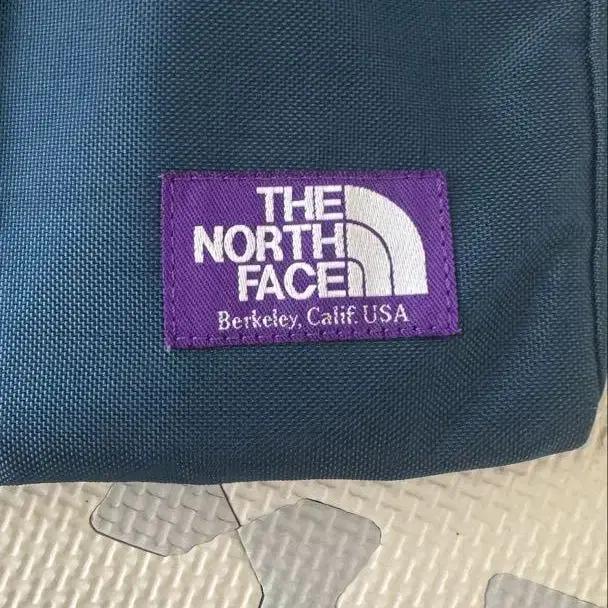 THE
NORTH
FACE
Berkeley, Calif. USA